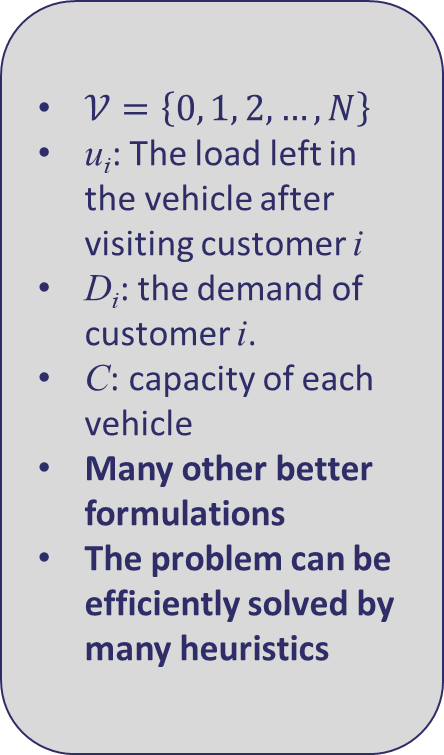 • 𝒱 = {0, 1, 2, …, N}
• uᵢ: The load left in
the vehicle after
visiting customer i
• Dᵢ: the demand of
customer i.
• C: capacity of each
vehicle
• Many other better
formulations
• The problem can be
efficiently solved by
many heuristics